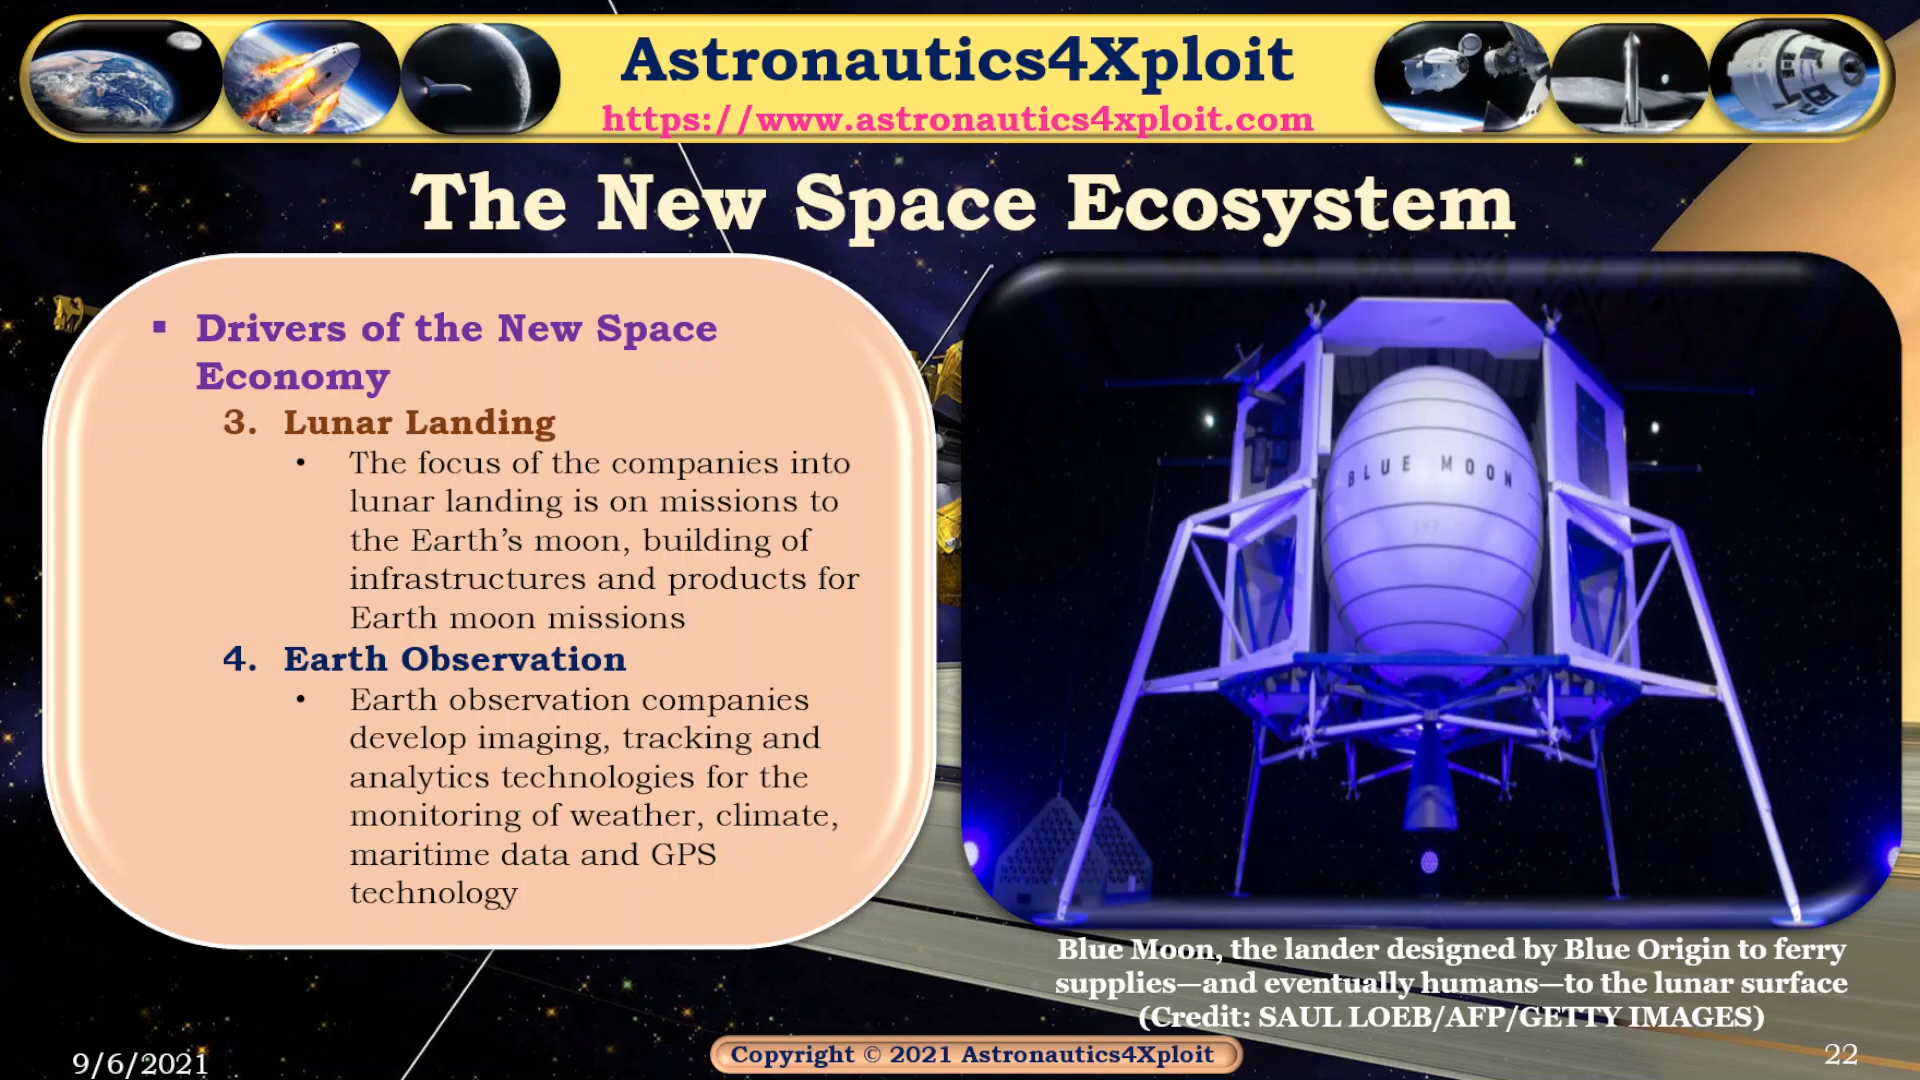 Astronautics4Xploit
https://www.astronautics4xploit.com
The New Space Ecosystem
▪ Drivers of the New Space
Economy
3. Lunar Landing
• The focus of the companies into
lunar landing is on missions to
the Earth's moon, building of
infrastructures and products for
Earth moon missions
4. Earth Observation
• Earth observation companies
develop imaging, tracking and
analytics technologies for the
monitoring of weather, climate,
maritime data and GPS
technology
BLUE MOON
Blue Moon, the lander designed by Blue Origin to ferry
supplies—and eventually humans—to the lunar surface
(Credit: SAUL LOEB/AFP/GETTY IMAGES)
9/6/2021
Copyright © 2021 Astronautics4Xploit
22